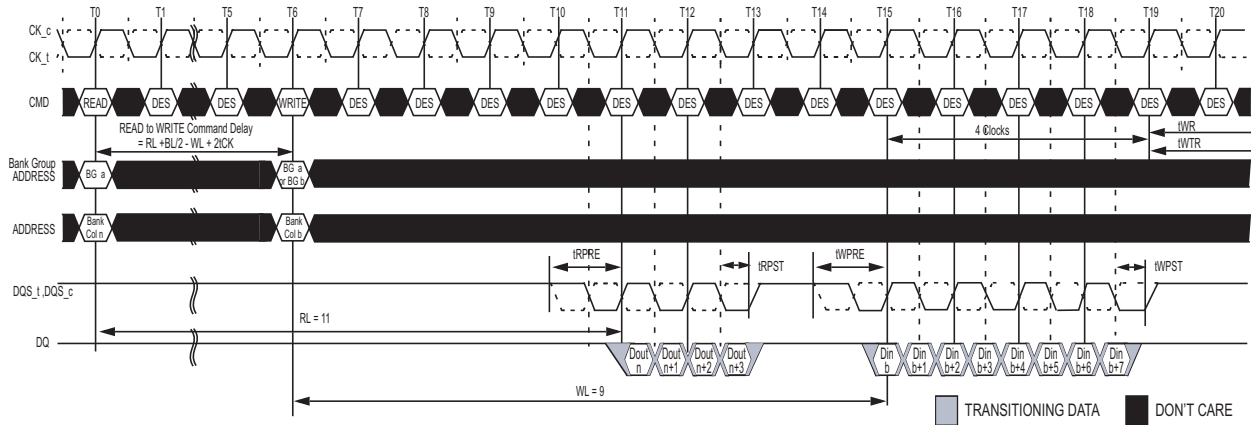 T0 T1 T5 T6 T7 T8 T9 T10 T11 T12 T13 T14 T15 T16 T17 T18 T19 T20
CK_c
CK_t
CMD
READ DES DES WRITE DES DES DES DES DES DES DES DES DES DES DES DES DES DES
READ to WRITE Command Delay
= RL +BL/2 - WL + 2tCK
4 Clocks
tWR
tWTR
Bank Group
ADDRESS
BG a
BG a
or BG b
ADDRESS
Bank
Col n
Bank
Col b
tRPRE
tRPST
tWPRE
tWPST
DQS_t ,DQS_c
RL = 11
DQ
Dout
n
Dout
n+1
Dout
n+2
Dout
n+3
Din
b
Din
b+1
Din
b+2
Din
b+3
Din
b+4
Din
b+5
Din
b+6
Din
b+7
WL = 9
TRANSITIONING DATA
DON'T CARE